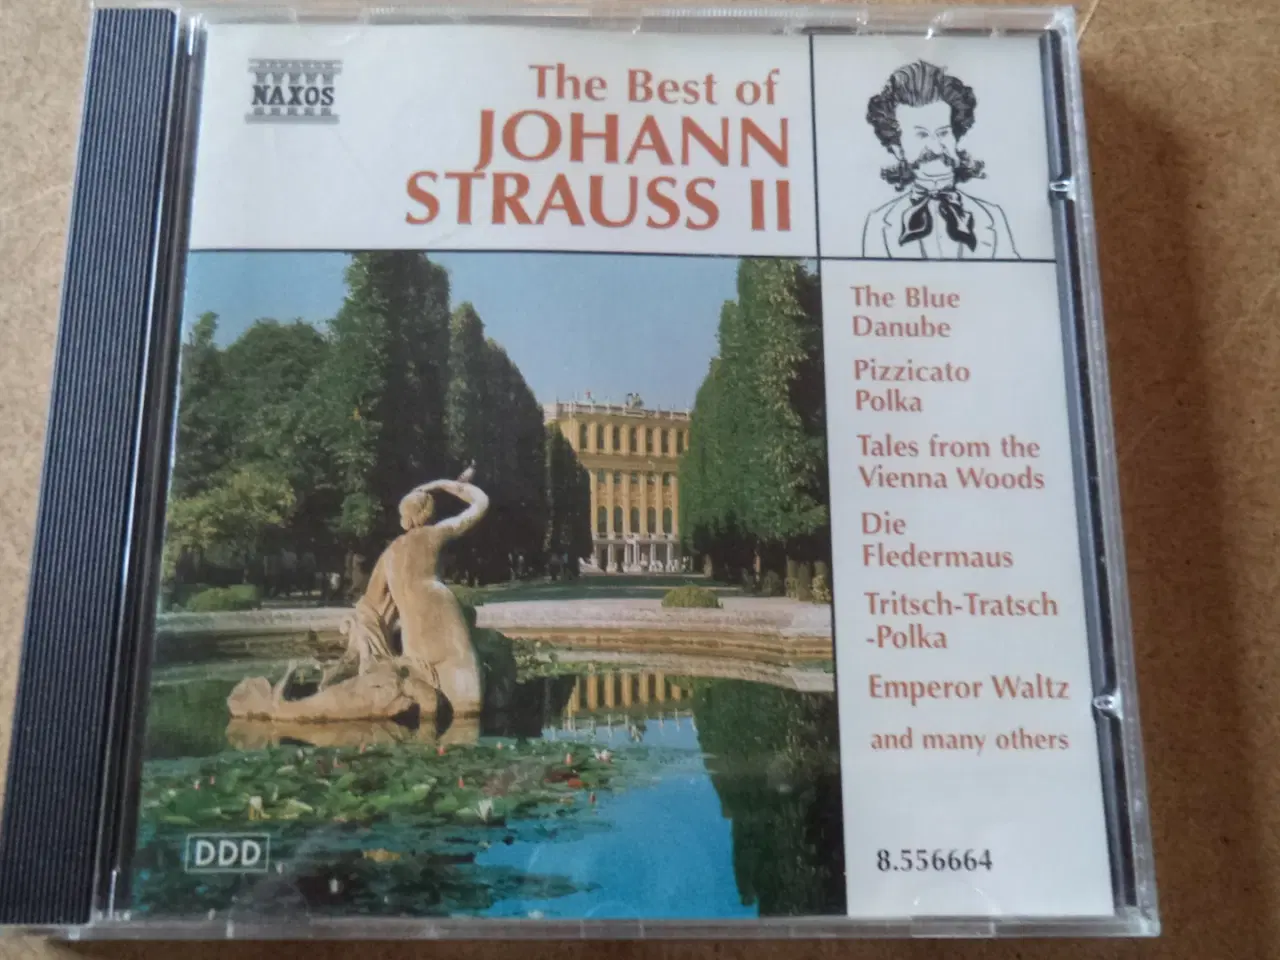 NAXOS
The Best of
JOHANN
STRAUSS II
The Blue
Danube
Pizzicato
Polka
Tales from the
Vienna Woods
Die
Fledermaus
Tritsch-Tratsch
-Polka
Emperor Waltz
and many others
DDD
8.556664